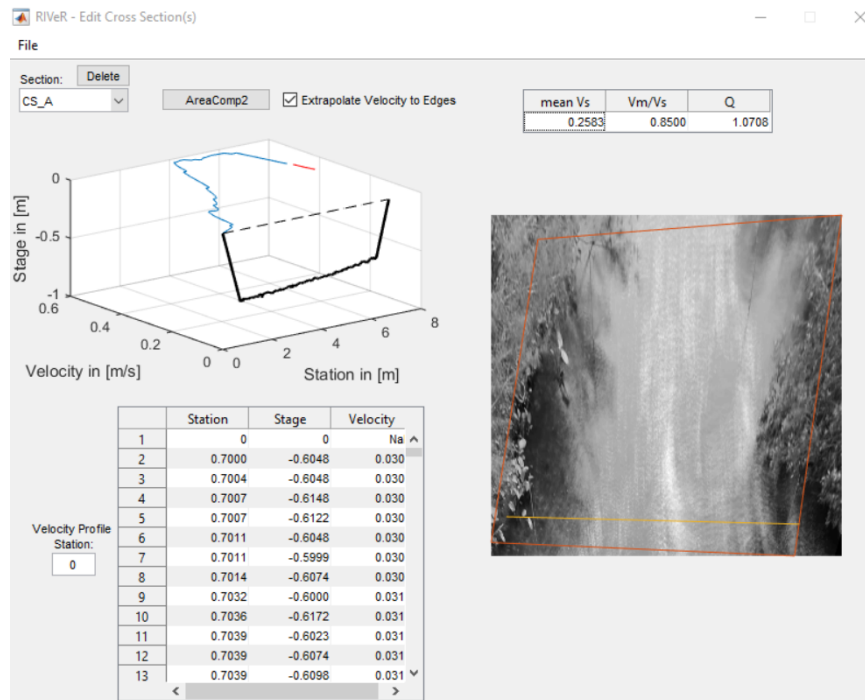 RIVeR - Edit Cross Section(s)
File
Section: Delete
CS_A AreaComp2 Extrapolate Velocity to Edges
mean Vs Vm/Vs Q
0.2583 0.8500 1.0708
0
-0.5
-1
Stage in [m]
0.6
0.4
0.2
0
Velocity in [m/s]
0
2
4
6
8
Station in [m]
Station Stage Velocity
1 0 0 Na
2 0.7000 -0.6048 0.030
3 0.7004 -0.6048 0.030
4 0.7007 -0.6148 0.030
5 0.7007 -0.6122 0.030
6 0.7011 -0.6048 0.030
7 0.7011 -0.5999 0.030
8 0.7014 -0.6074 0.030
9 0.7032 -0.6000 0.031
10 0.7036 -0.6172 0.031
11 0.7039 -0.6023 0.031
12 0.7039 -0.6074 0.031
13 0.7039 -0.6098 0.031
Velocity Profile
Station:
0